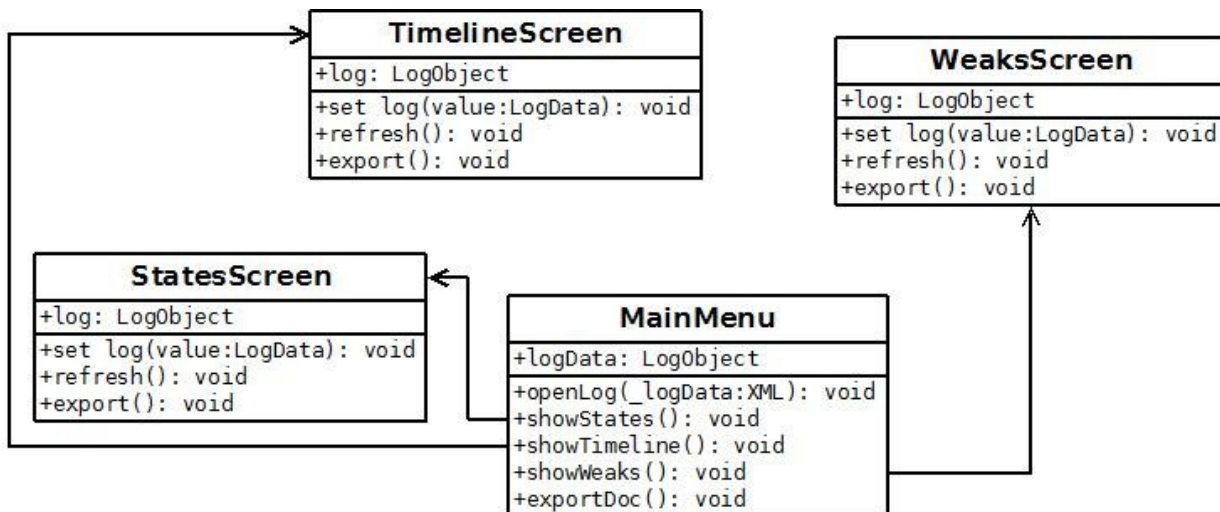 TimelineScreen
+log: LogObject
+set log(value:LogData): void
+refresh(): void
+export(): void
WeaksScreen
+log: LogObject
+set log(value:LogData): void
+refresh(): void
+export(): void
StatesScreen
+log: LogObject
+set log(value:LogData): void
+refresh(): void
+export(): void
MainMenu
+logData: LogObject
+openLog(_logData:XML): void
+showStates(): void
+showTimeline(): void
+showWeaks(): void
+exportDoc(): void